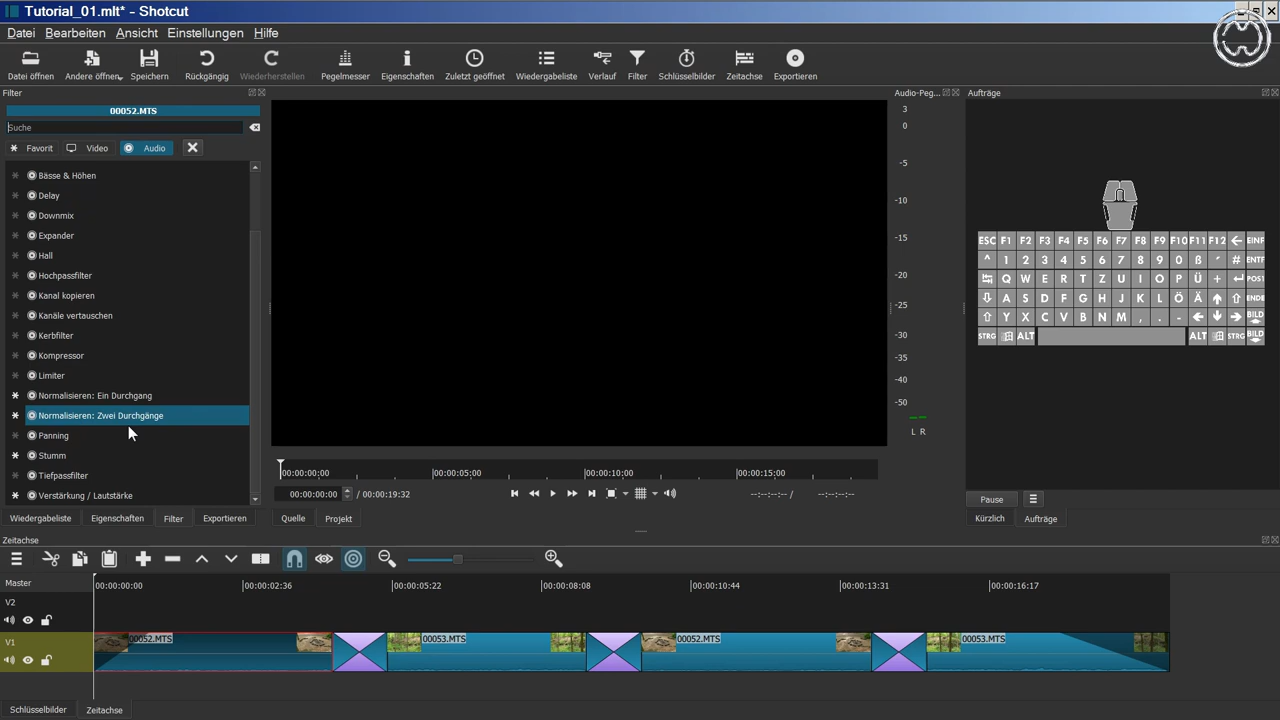 Tutorial_01.mlt* - Shotcut
Datei Bearbeiten Ansicht Einstellungen Hilfe
Datei öffnen Andere öffnen Speichern Rückgängig Wiederherstellen Pegelmesser Eigenschaften Zuletzt geöffnet Wiedergabeliste Verlauf Filter Schlüsselbilder Zeitachse Exportieren
Filter
Audio-Peg...
Aufträge
00052.MTS
Suche
Favorit Video Audio
Bässe & Höhen
Delay
Downmix
Expander
Hall
Hochpassfilter
Kanal kopieren
Kanäle vertauschen
Kerbfilter
Kompressor
Limiter
Normalisieren: Ein Durchgang
Normalisieren: Zwei Durchgänge
Panning
Stumm
Tiefpassfilter
Verstärkung / Lautstärke
3
0
-5
-10
-15
-20
-25
-30
-35
-40
-50
L R
ESC F1 F2 F3 F4 F5 F6 F7 F8 F9 F10 F11 F12 EINF
^ 1 2 3 4 5 6 7 8 9 0 ß ´ # ENTF
Q W E R T Z U I O P Ü + POS1
A S D F G H J K L Ö Ä ENDE
Y X C V B N M , . - BILD
STRG ALT ALT STRG BILD
00:00:00:00 00:00:05:00 00:00:10:00 00:00:15:00
00:00:00:00 / 00:00:19:32 --:--:--:-- / --:--:--:--
Pause
Wiedergabeliste Eigenschaften Filter Exportieren
Quelle Projekt
Kürzlich Aufträge
Zeitachse
Master
00:00:00:00 00:00:02:36 00:00:05:22 00:00:08:08 00:00:10:44 00:00:13:31 00:00:16:17
V2
V1
00052.MTS 00053.MTS 00052.MTS 00053.MTS
Schlüsselbilder Zeitachse